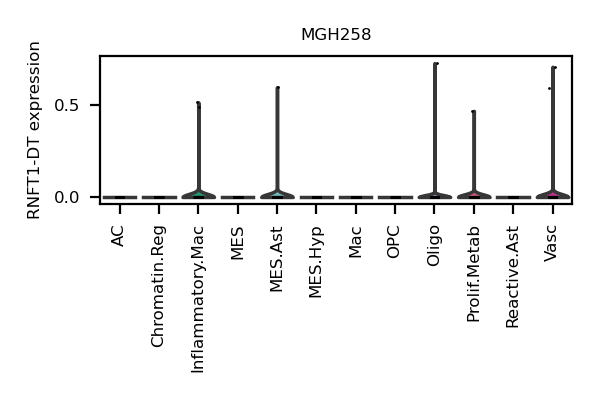 MGH258
RNFT1-DT expression
0.5
0.0
AC
Chromatin.Reg
Inflammatory.Mac
MES
MES.Ast
MES.Hyp
Mac
OPC
Oligo
Prolif.Metab
Reactive.Ast
Vasc